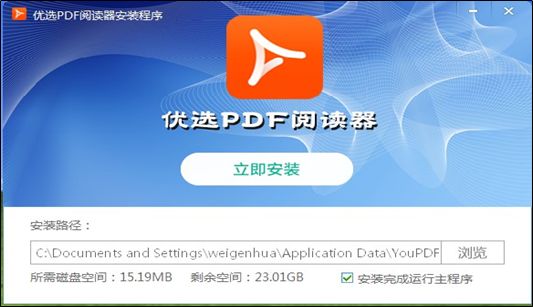 优选PDF阅读器安装程序
优选PDF阅读器
立即安装
安装路径：
C:\Documents and Settings\weigenhua\Application Data\YouPDF 浏览
所需磁盘空间：15.19MB 剩余空间：23.01GB 安装完成运行主程序